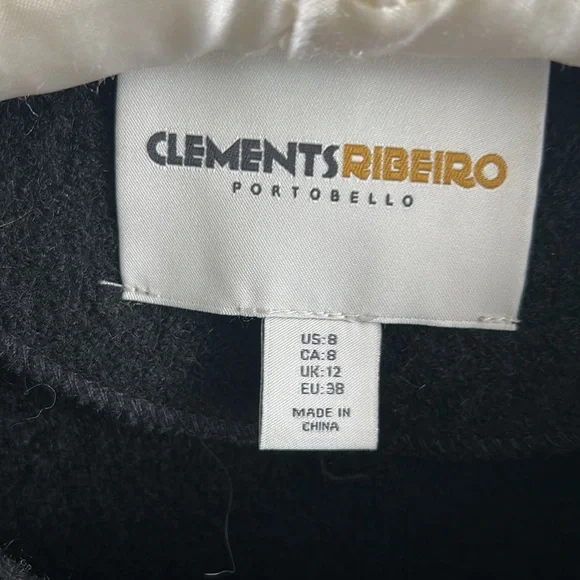 CLEMENTSRIBEIRO
PORTOBELLO
US:8
CA:8
UK:12
EU:38
MADE IN
CHINA